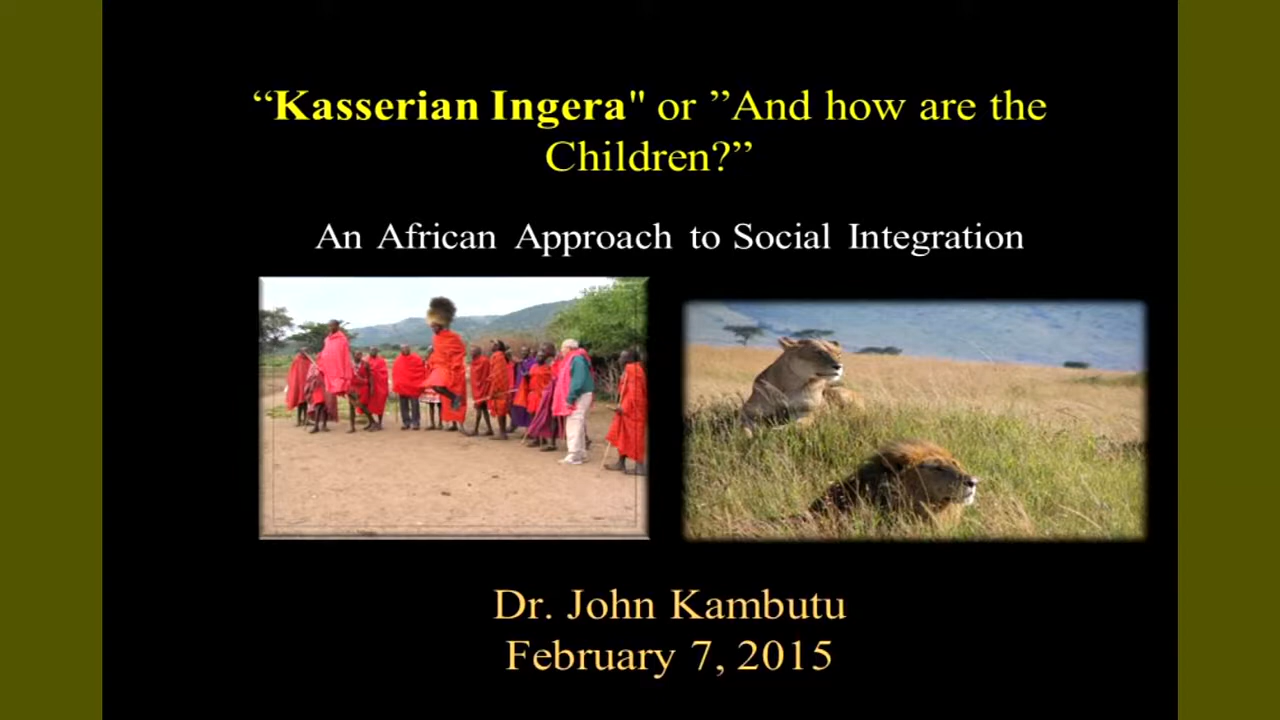 “Kasserian Ingera" or ”And how are the
Children?”
An African Approach to Social Integration
Dr. John Kambutu
February 7, 2015